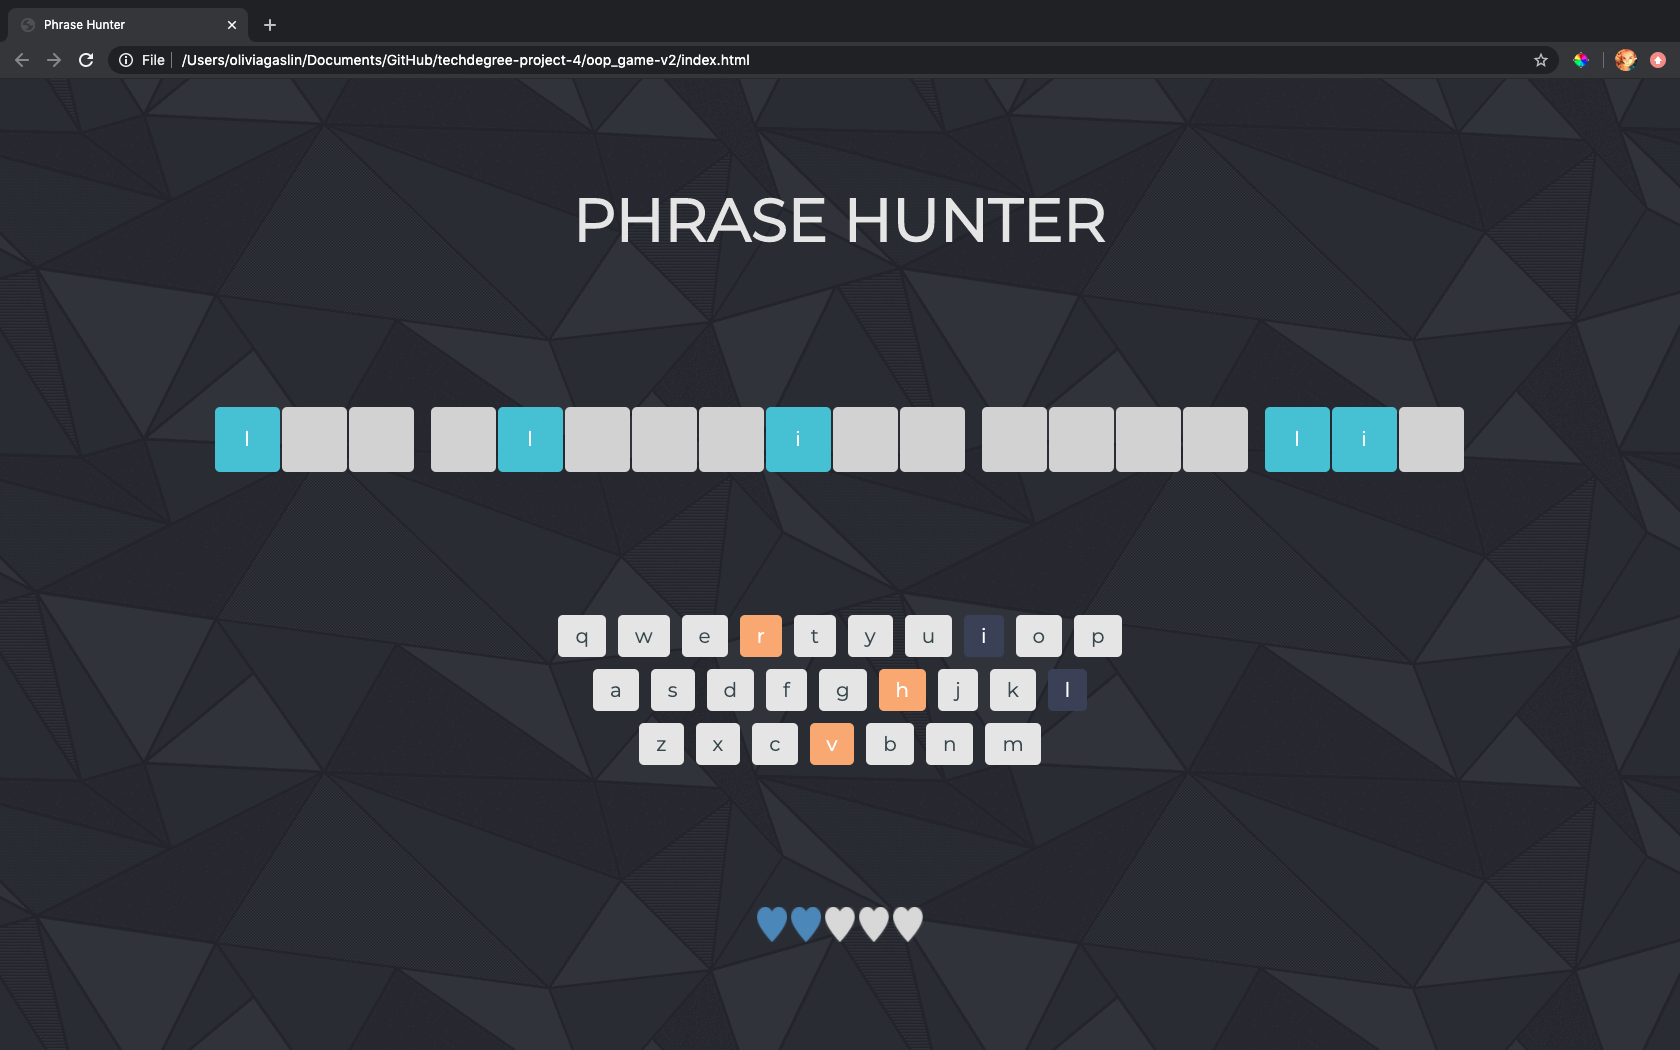 Phrase Hunter
File /Users/oliviagaslin/Documents/GitHub/techdegree-project-4/oop_game-v2/index.html
PHRASE HUNTER
l l i l i
q w e r t y u i o p
a s d f g h j k l
z x c v b n m